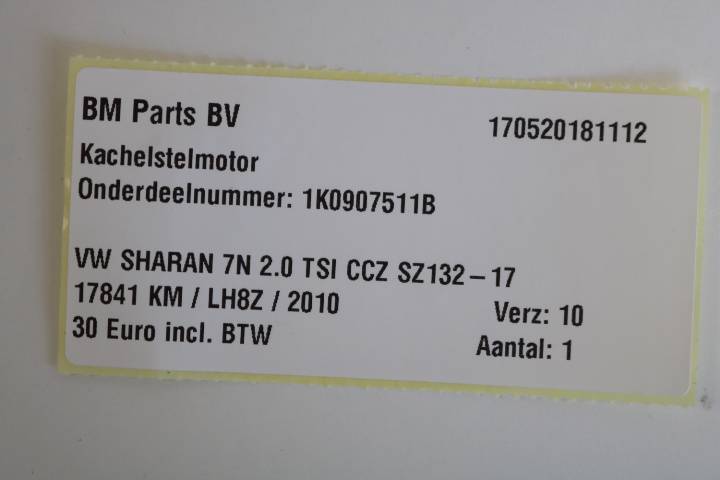 BM Parts BV 170520181112
Kachelstelmotor
Onderdeelnummer: 1K0907511B
VW SHARAN 7N 2.0 TSI CCZ SZ132-17
17841 KM / LH8Z / 2010 Verz: 10
30 Euro incl. BTW Aantal: 1